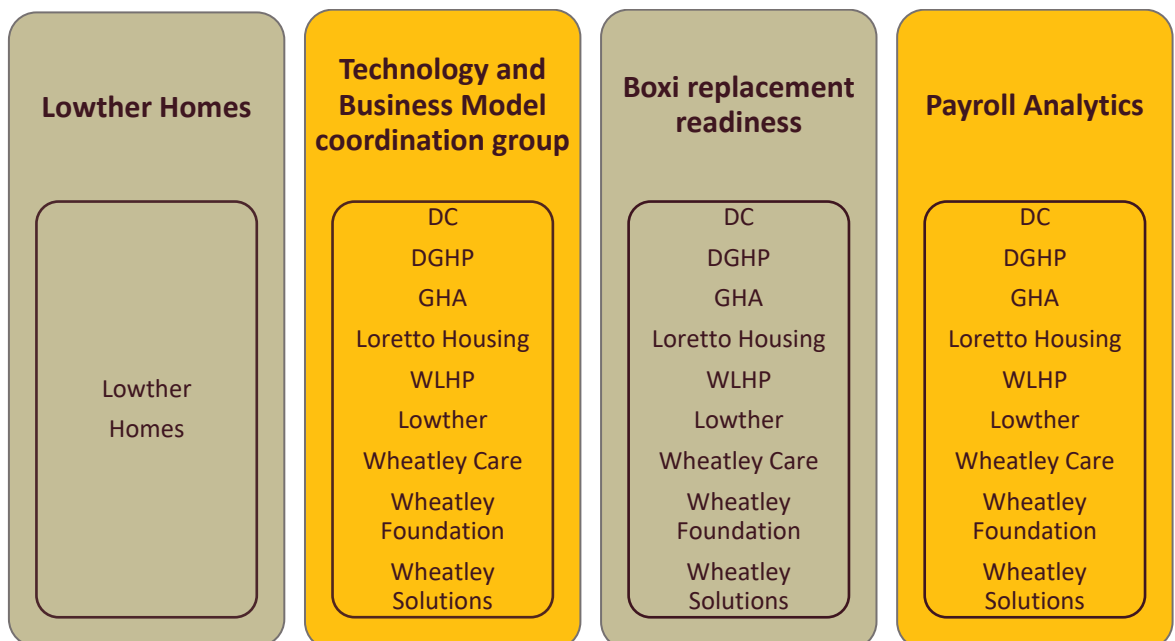 Lowther Homes
Lowther
Homes
Technology and
Business Model
coordination group
DC
DGHP
GHA
Loretto Housing
WLHP
Lowther
Wheatley Care
Wheatley
Foundation
Wheatley
Solutions
Boxi replacement
readiness
DC
DGHP
GHA
Loretto Housing
WLHP
Lowther
Wheatley Care
Wheatley
Foundation
Wheatley
Solutions
Payroll Analytics
DC
DGHP
GHA
Loretto Housing
WLHP
Lowther
Wheatley Care
Wheatley
Foundation
Wheatley
Solutions